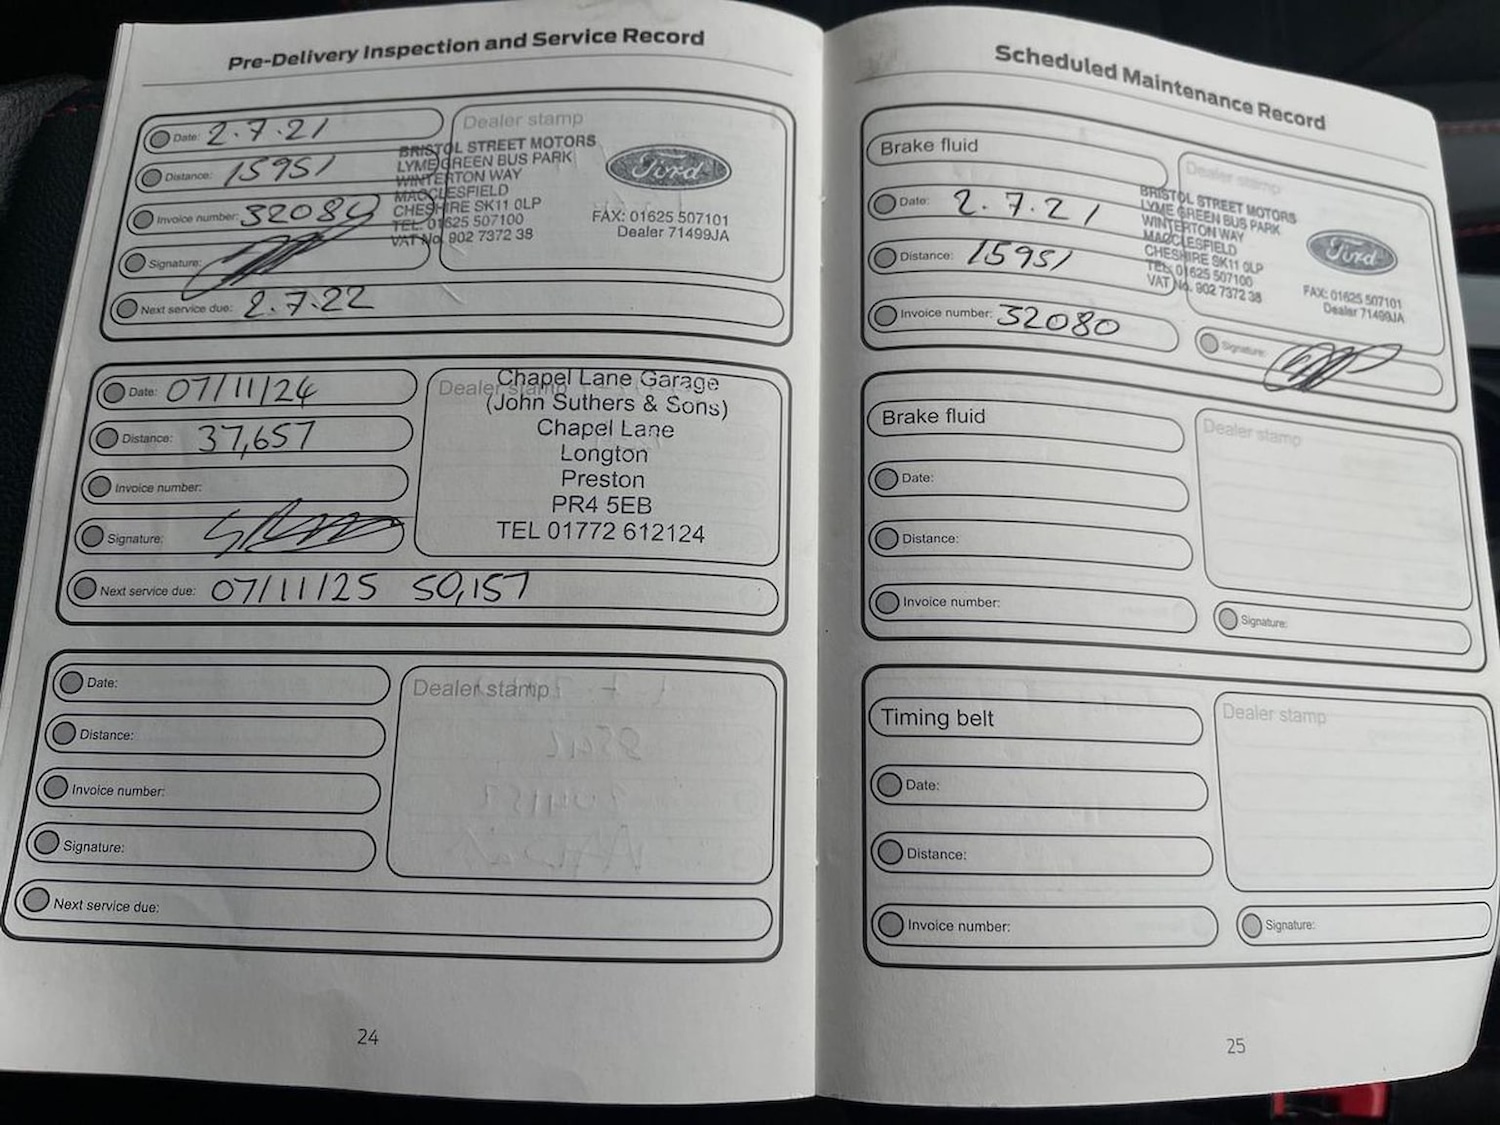 Pre-Delivery Inspection and Service Record
Date: 2.7.21
Distance: 15951
Invoice number: 32080
Signature:
Next service due: 2.7.22
Dealer stamp
BRISTOL STREET MOTORS
LYME GREEN BUS PARK
WINTERTON WAY
MACCLESFIELD
CHESHIRE SK11 0LP
TEL: 01625 507100
VAT No. 902 7372 38
Ford
FAX: 01625 507101
Dealer 71499JA
Date: 07/11/24
Distance: 37,657
Invoice number:
Signature:
Next service due: 07/11/25 50,157
Dealer stamp
Chapel Lane Garage
(John Suthers & Sons)
Chapel Lane
Longton
Preston
PR4 5EB
TEL 01772 612124
Date:
Distance:
Invoice number:
Signature:
Next service due:
Dealer stamp
24
Scheduled Maintenance Record
Brake fluid
Date: 2.7.21
Distance: 15951
Invoice number: 32080
Dealer stamp
BRISTOL STREET MOTORS
LYME GREEN BUS PARK
WINTERTON WAY
MACCLESFIELD
CHESHIRE SK11 0LP
TEL: 01625 507100
VAT No. 902 7372 38
Ford
FAX: 01625 507101
Dealer 71499JA
Signature:
Brake fluid
Date:
Distance:
Invoice number:
Dealer stamp
Signature:
Timing belt
Date:
Distance:
Invoice number:
Dealer stamp
Signature:
25